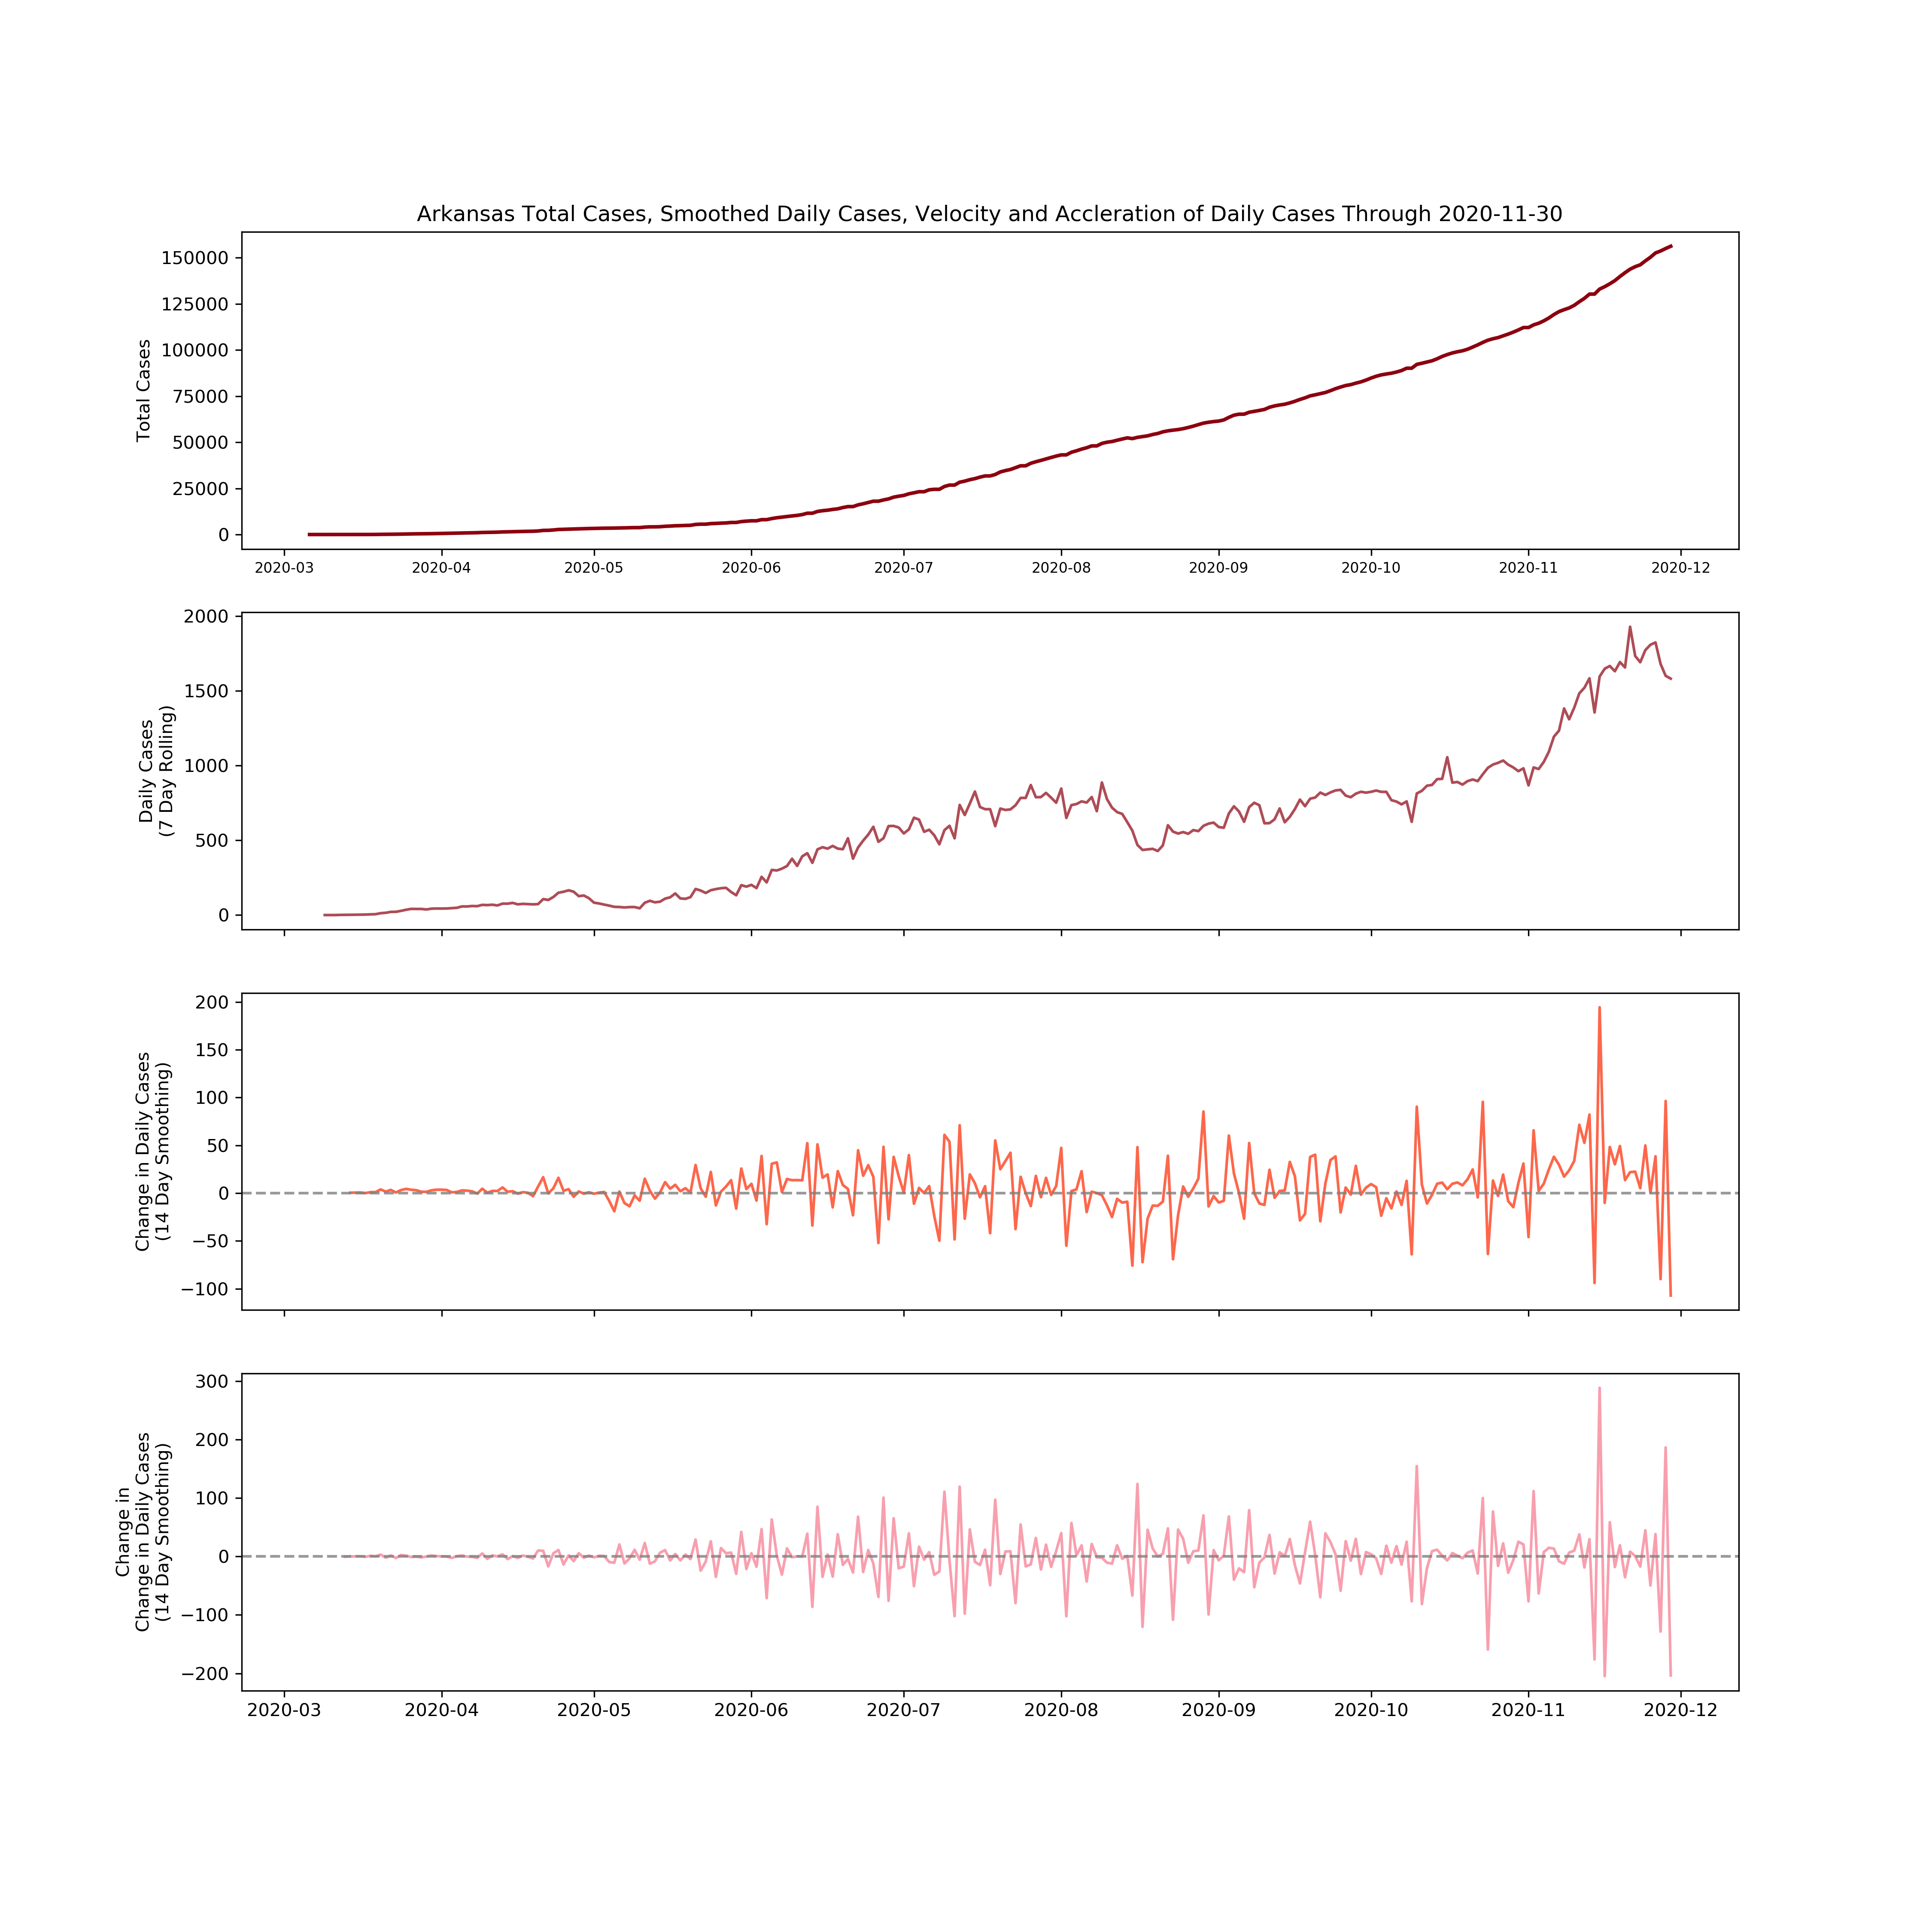 Arkansas Total Cases, Smoothed Daily Cases, Velocity and Accleration of Daily Cases Through 2020-11-30
Total Cases
150000
125000
100000
75000
50000
25000
0
2020-03 2020-04 2020-05 2020-06 2020-07 2020-08 2020-09 2020-10 2020-11 2020-12
Daily Cases
(7 Day Rolling)
2000
1500
1000
500
0
Change in Daily Cases
(14 Day Smoothing)
200
150
100
50
0
−50
−100
Change in
Change in Daily Cases
(14 Day Smoothing)
300
200
100
0
−100
−200
2020-03 2020-04 2020-05 2020-06 2020-07 2020-08 2020-09 2020-10 2020-11 2020-12